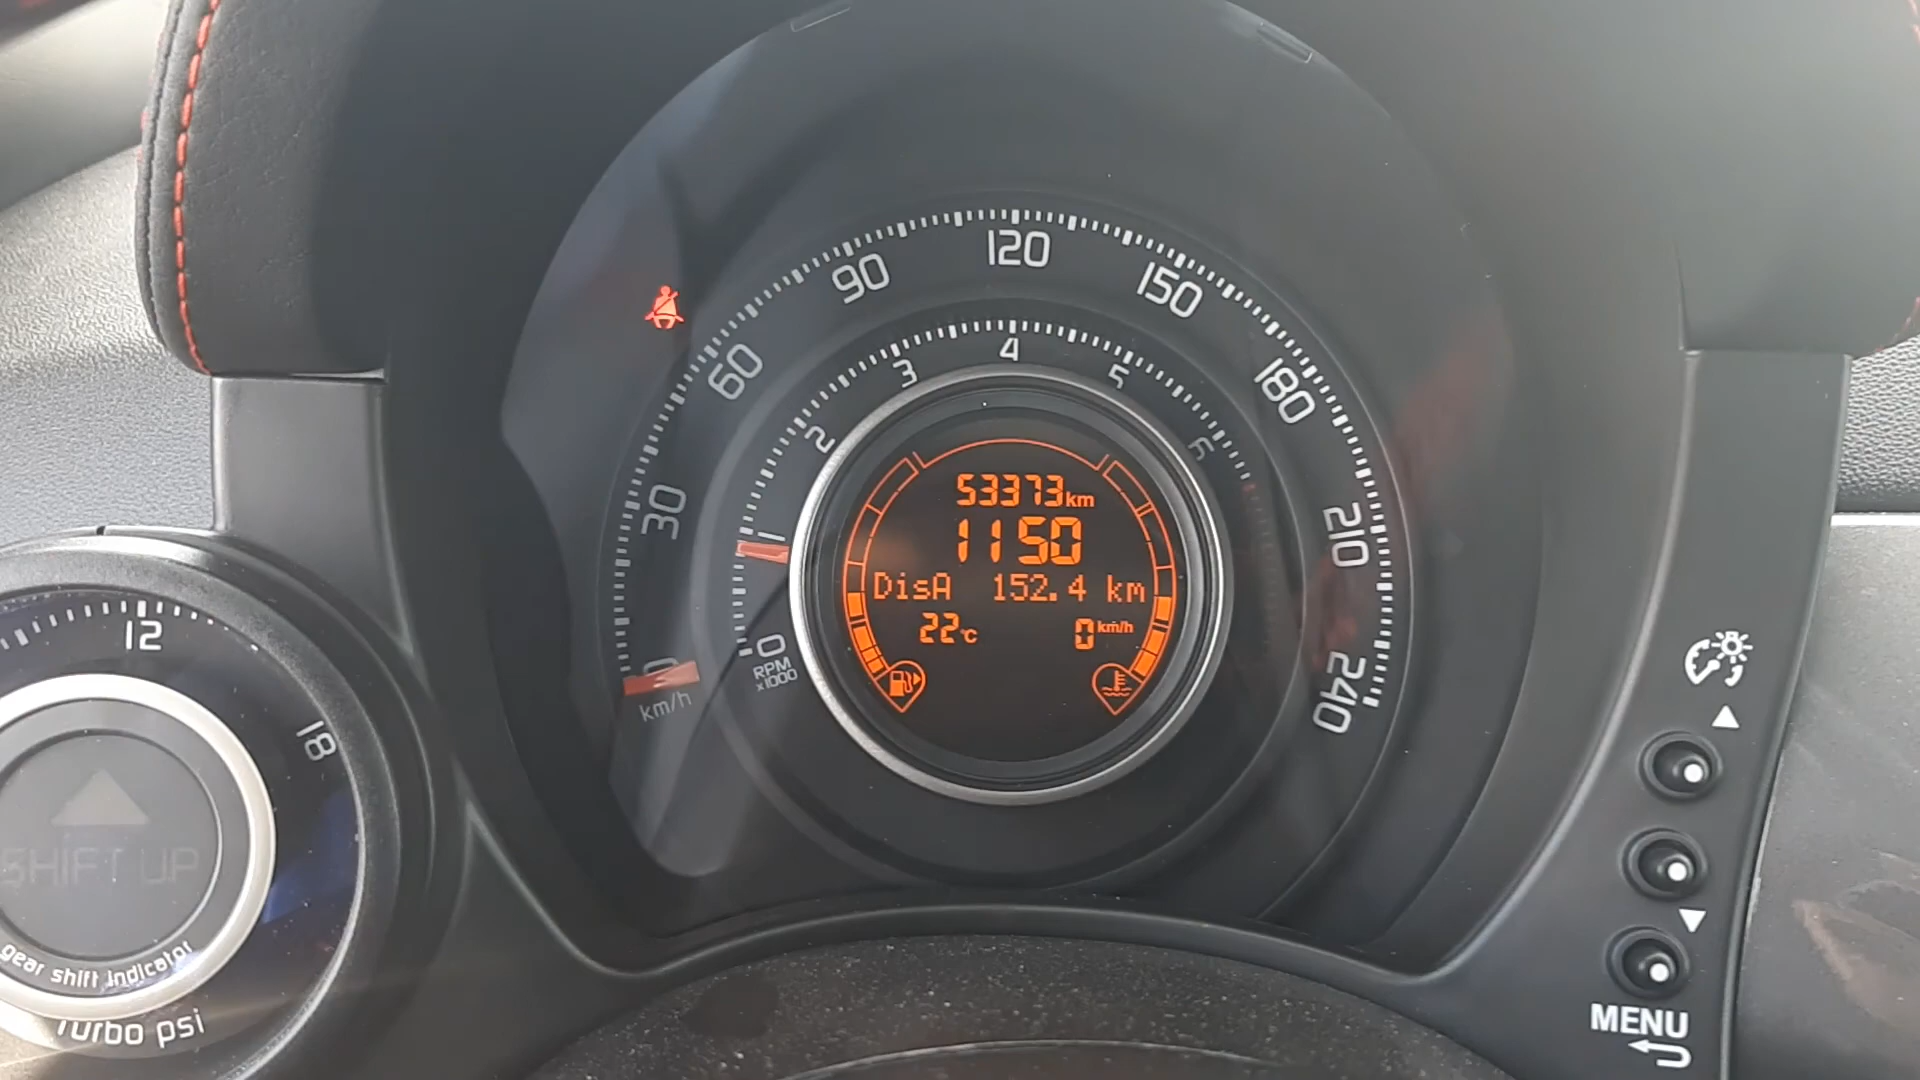 120
90
150
60
180
30
210
0
240
km/h
4
3
5
2
6
1
0
RPM
x1000
53373km
1150
DisA 152.4 km
22°C 0km/h
12
18
SHIFT UP
gear shift indicator
Turbo psi
MENU